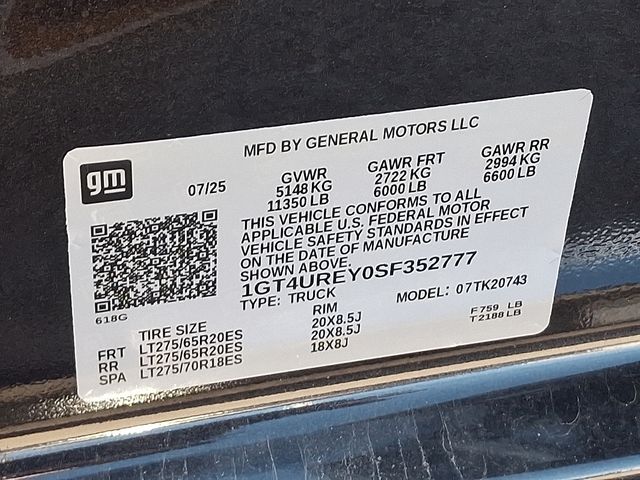 MFD BY GENERAL MOTORS LLC
gm
07/25
GVWR GAWR FRT GAWR RR
5148 KG 2722 KG 2994 KG
11350 LB 6000 LB 6600 LB
THIS VEHICLE CONFORMS TO ALL
APPLICABLE U.S. FEDERAL MOTOR
VEHICLE SAFETY STANDARDS IN EFFECT
ON THE DATE OF MANUFACTURE
SHOWN ABOVE.
1GT4UREY0SF352777
TYPE: TRUCK MODEL: 07TK20743
618G
TIRE SIZE RIM
FRT LT275/65R20ES 20X8.5J
RR LT275/65R20ES 20X8.5J
SPA LT275/70R18ES 18X8J
F 759 LB
T 2188 LB